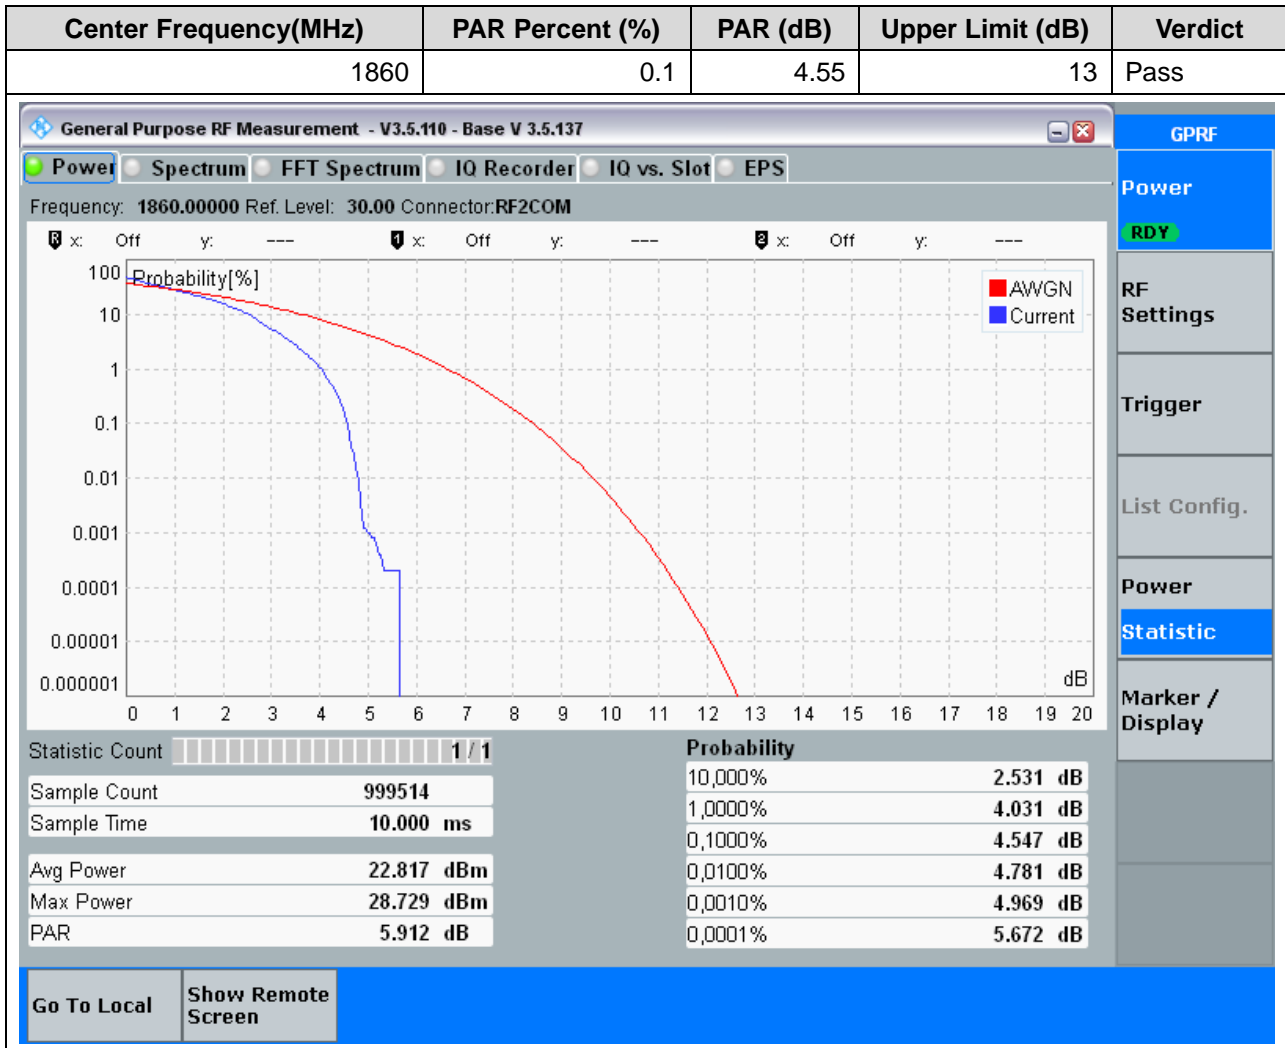 Center Frequency(MHz) PAR Percent (%) PAR (dB) Upper Limit (dB) Verdict
1860 0.1 4.55 13 Pass
General Purpose RF Measurement - V3.5.110 - Base V 3.5.137
GPRF
Power Spectrum FFT Spectrum IQ Recorder IQ vs. Slot EPS
Power
RDY
Frequency: 1860.00000 Ref. Level: 30.00 Connector:RF2COM
R x: Off y: --- 1 x: Off y: --- 2 x: Off y: ---
Probability[%]
AWGN
Current
100
10
1
0.1
0.01
0.001
0.0001
0.00001
0.000001
dB
0 1 2 3 4 5 6 7 8 9 10 11 12 13 14 15 16 17 18 19 20
RF
Settings
Trigger
List Config.
Power
Statistic
Marker /
Display
Statistic Count 1 / 1
Sample Count 999514
Sample Time 10.000 ms
Avg Power 22.817 dBm
Max Power 28.729 dBm
PAR 5.912 dB
Probability
10,000% 2.531 dB
1,0000% 4.031 dB
0,1000% 4.547 dB
0,0100% 4.781 dB
0,0010% 4.969 dB
0,0001% 5.672 dB
Go To Local
Show Remote
Screen